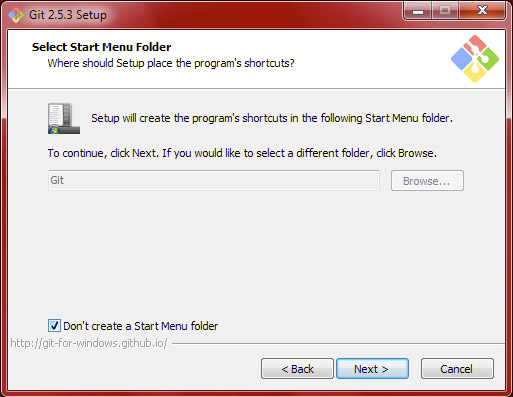 Git 2.5.3 Setup
Select Start Menu Folder
Where should Setup place the program's shortcuts?
Setup will create the program's shortcuts in the following Start Menu folder.
To continue, click Next. If you would like to select a different folder, click Browse.
Git
Browse...
Don't create a Start Menu folder
http://git-for-windows.github.io/
< Back
Next >
Cancel